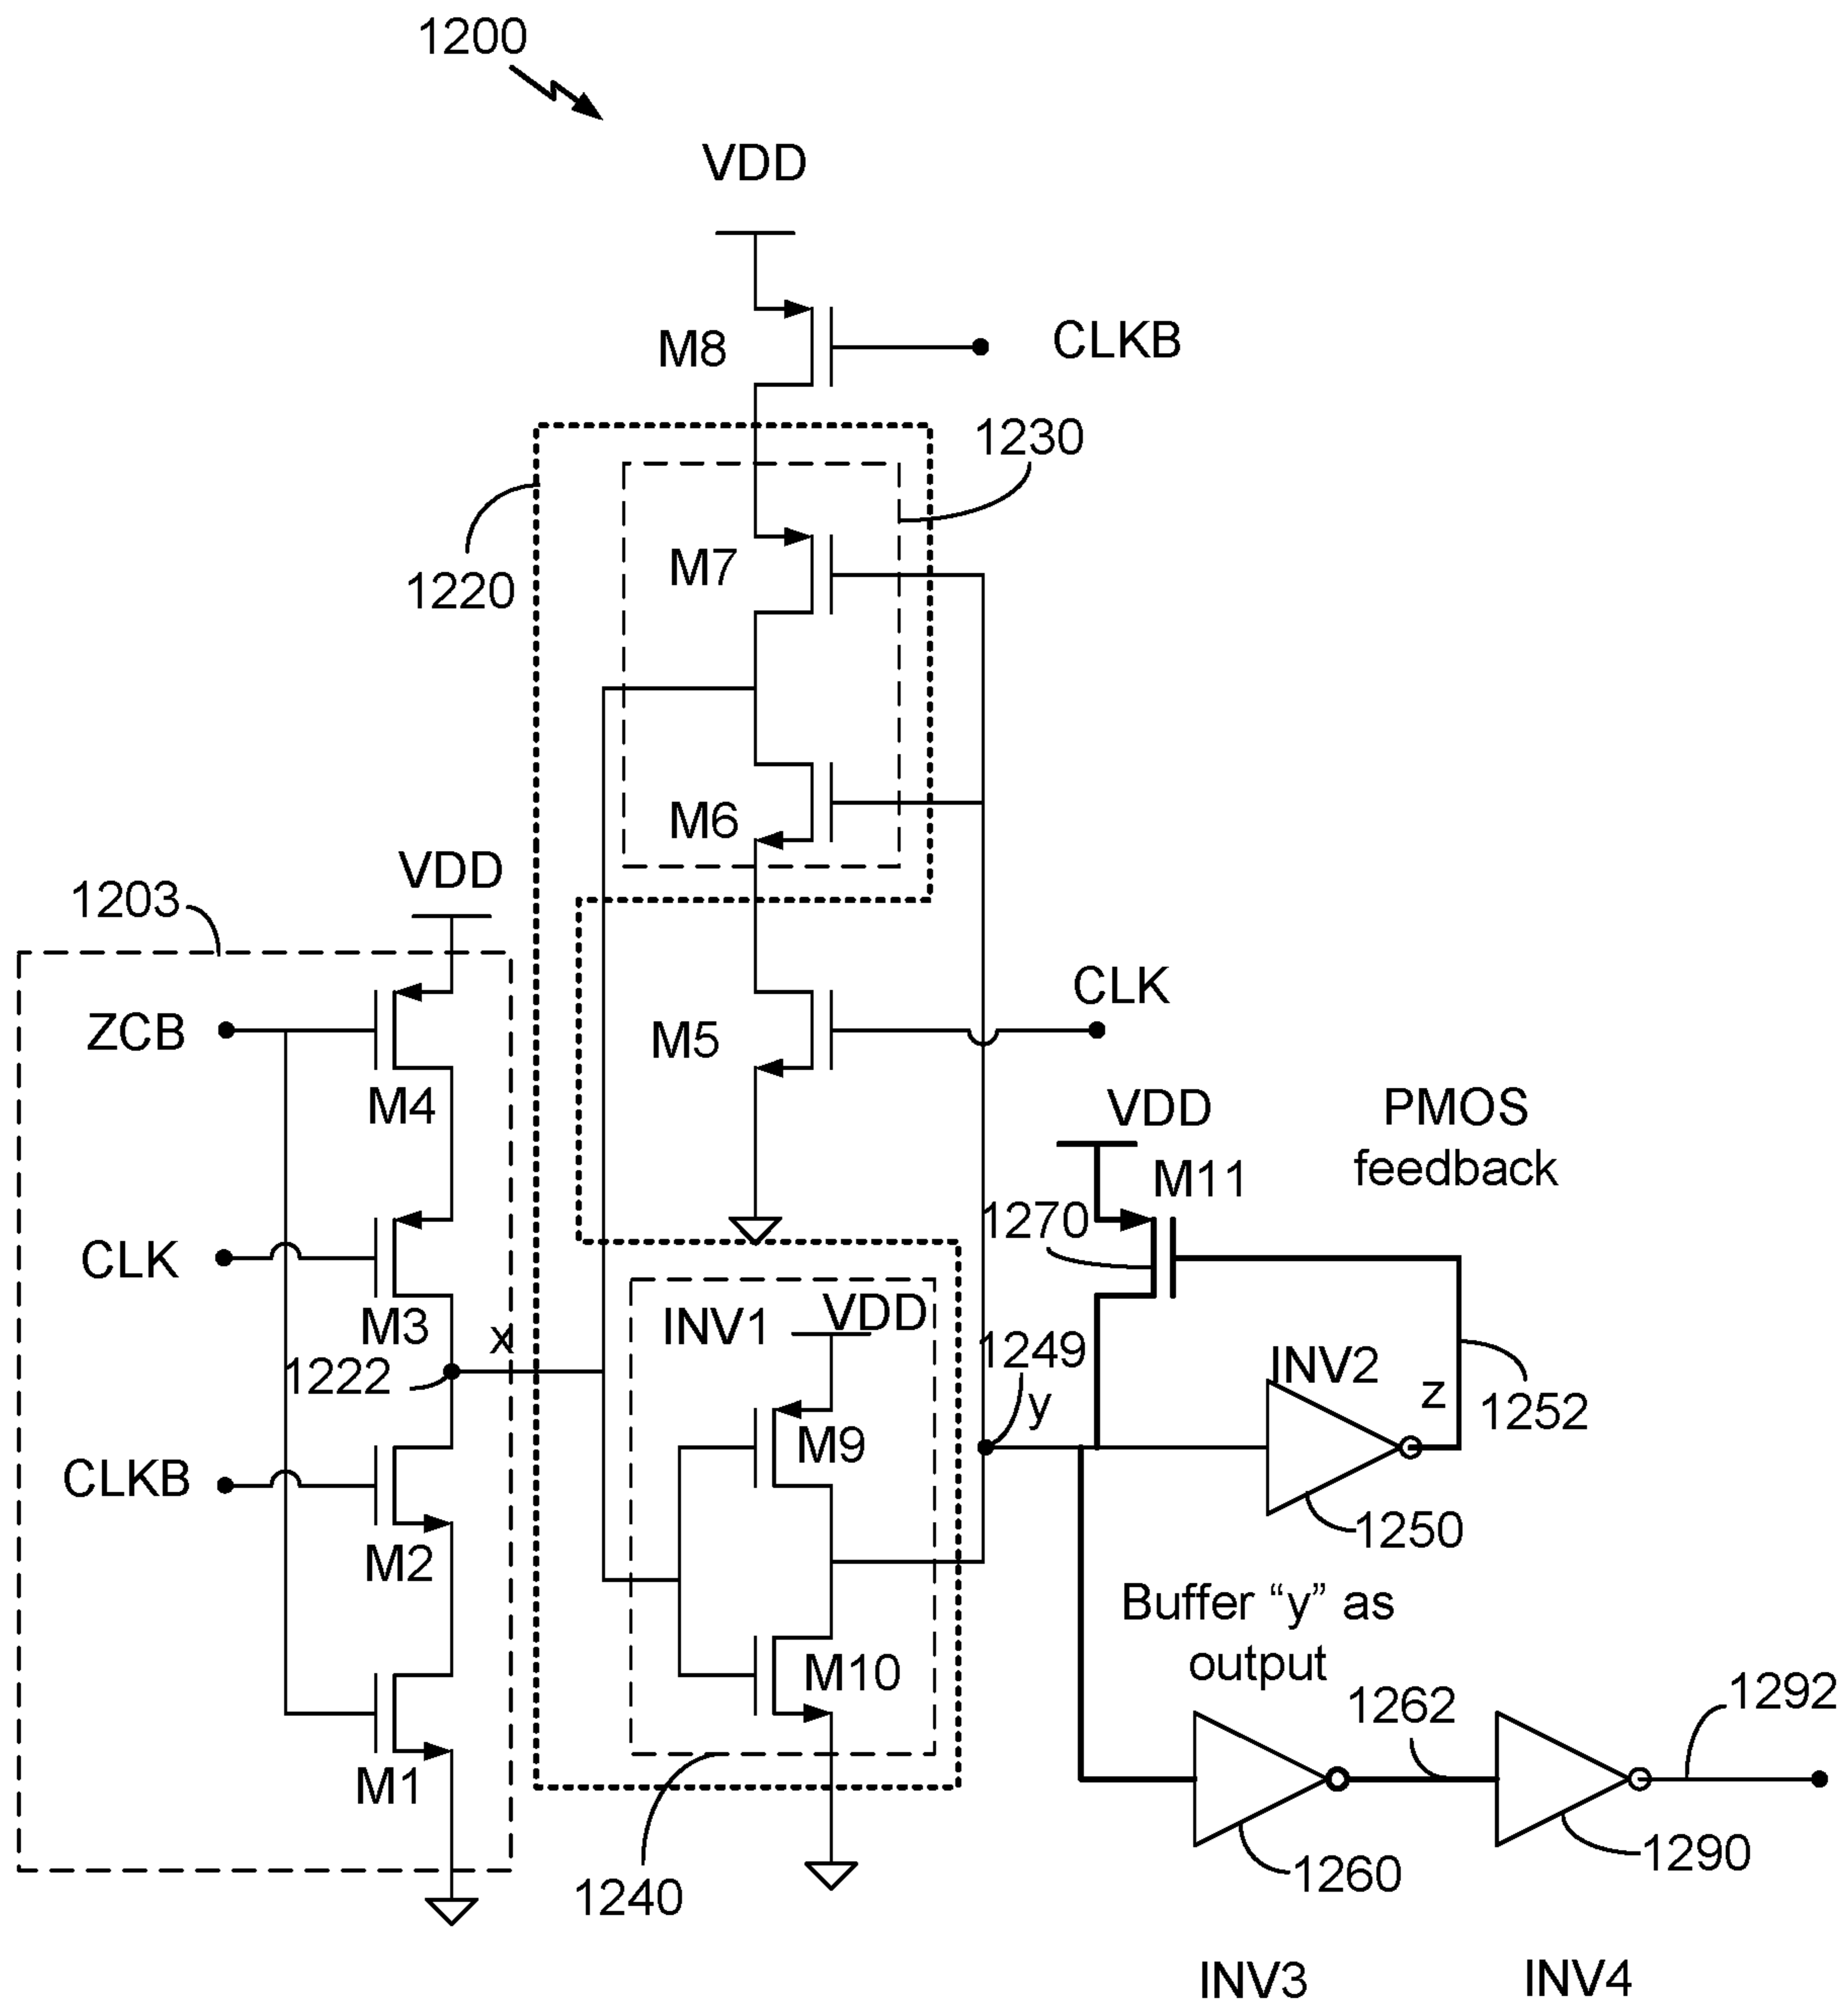 1200
VDD
M8
CLKB
1230
1220
M7
M6
VDD
1203
ZCB
M4
M5
CLK
CLK
M3
x
1222
CLKB
M2
M1
VDD
M11
PMOS
feedback
1270
INV1
VDD
M9
M10
1249
y
INV2
z
1252
1250
Buffer “y” as
output
1262
1292
1240
1260
1290
INV3
INV4